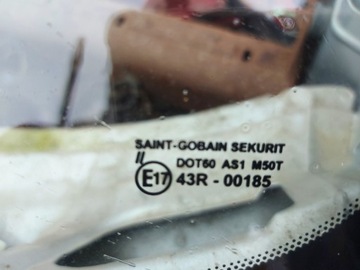 SAINT-GOBAIN SEKURIT
II DOT60 AS1 M50T
E17 43R - 00185